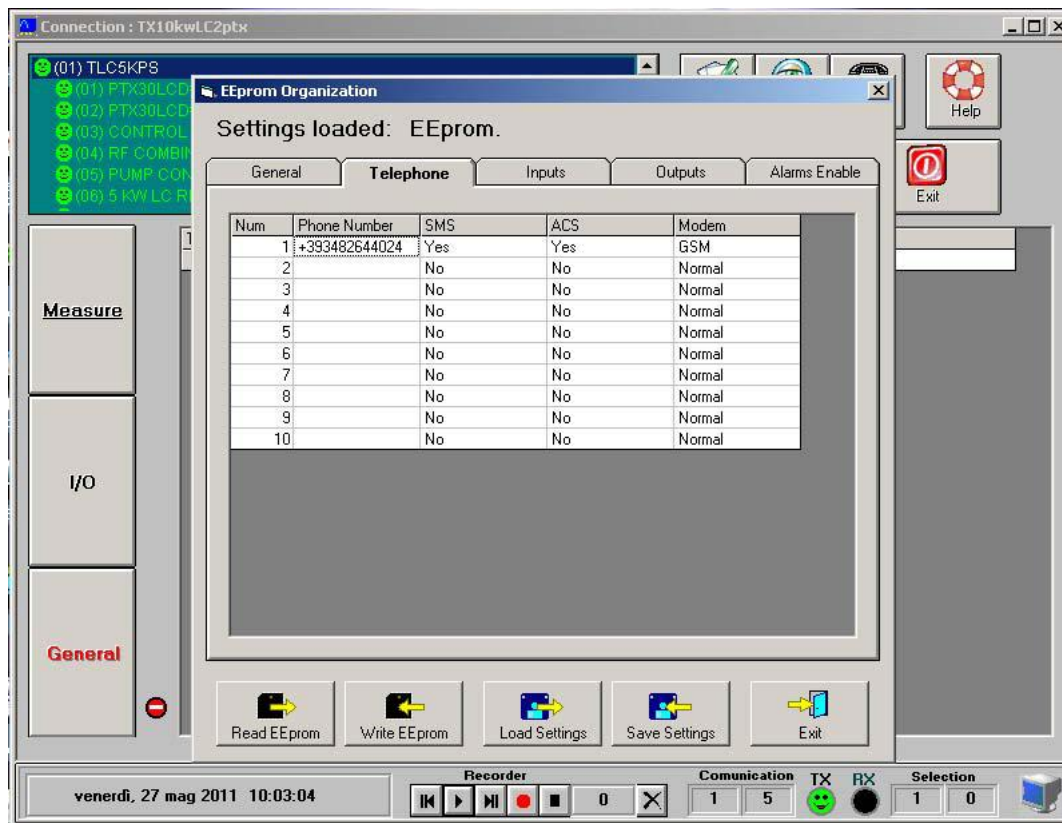 Connection : TX10kwLC2ptx
(01) TLC5KPS
(01) PTX30LCD
(02) PTX30LCD
(03) CONTROL
(04) RF COMBIN
(05) PUMP CON
(06) 5 KW LC R
Help
Exit
EEprom Organization
Settings loaded: EEprom.
General Telephone Inputs Outputs Alarms Enable
Num Phone Number SMS ACS Modem
1 +393482644024 Yes Yes GSM
2 No No Normal
3 No No Normal
4 No No Normal
5 No No Normal
6 No No Normal
7 No No Normal
8 No No Normal
9 No No Normal
10 No No Normal
Measure
I/O
General
Read EEprom Write EEprom Load Settings Save Settings Exit
venerdì, 27 mag 2011 10:03:04
Recorder
0
Comunication
1 5
TX RX
Selection
1 0